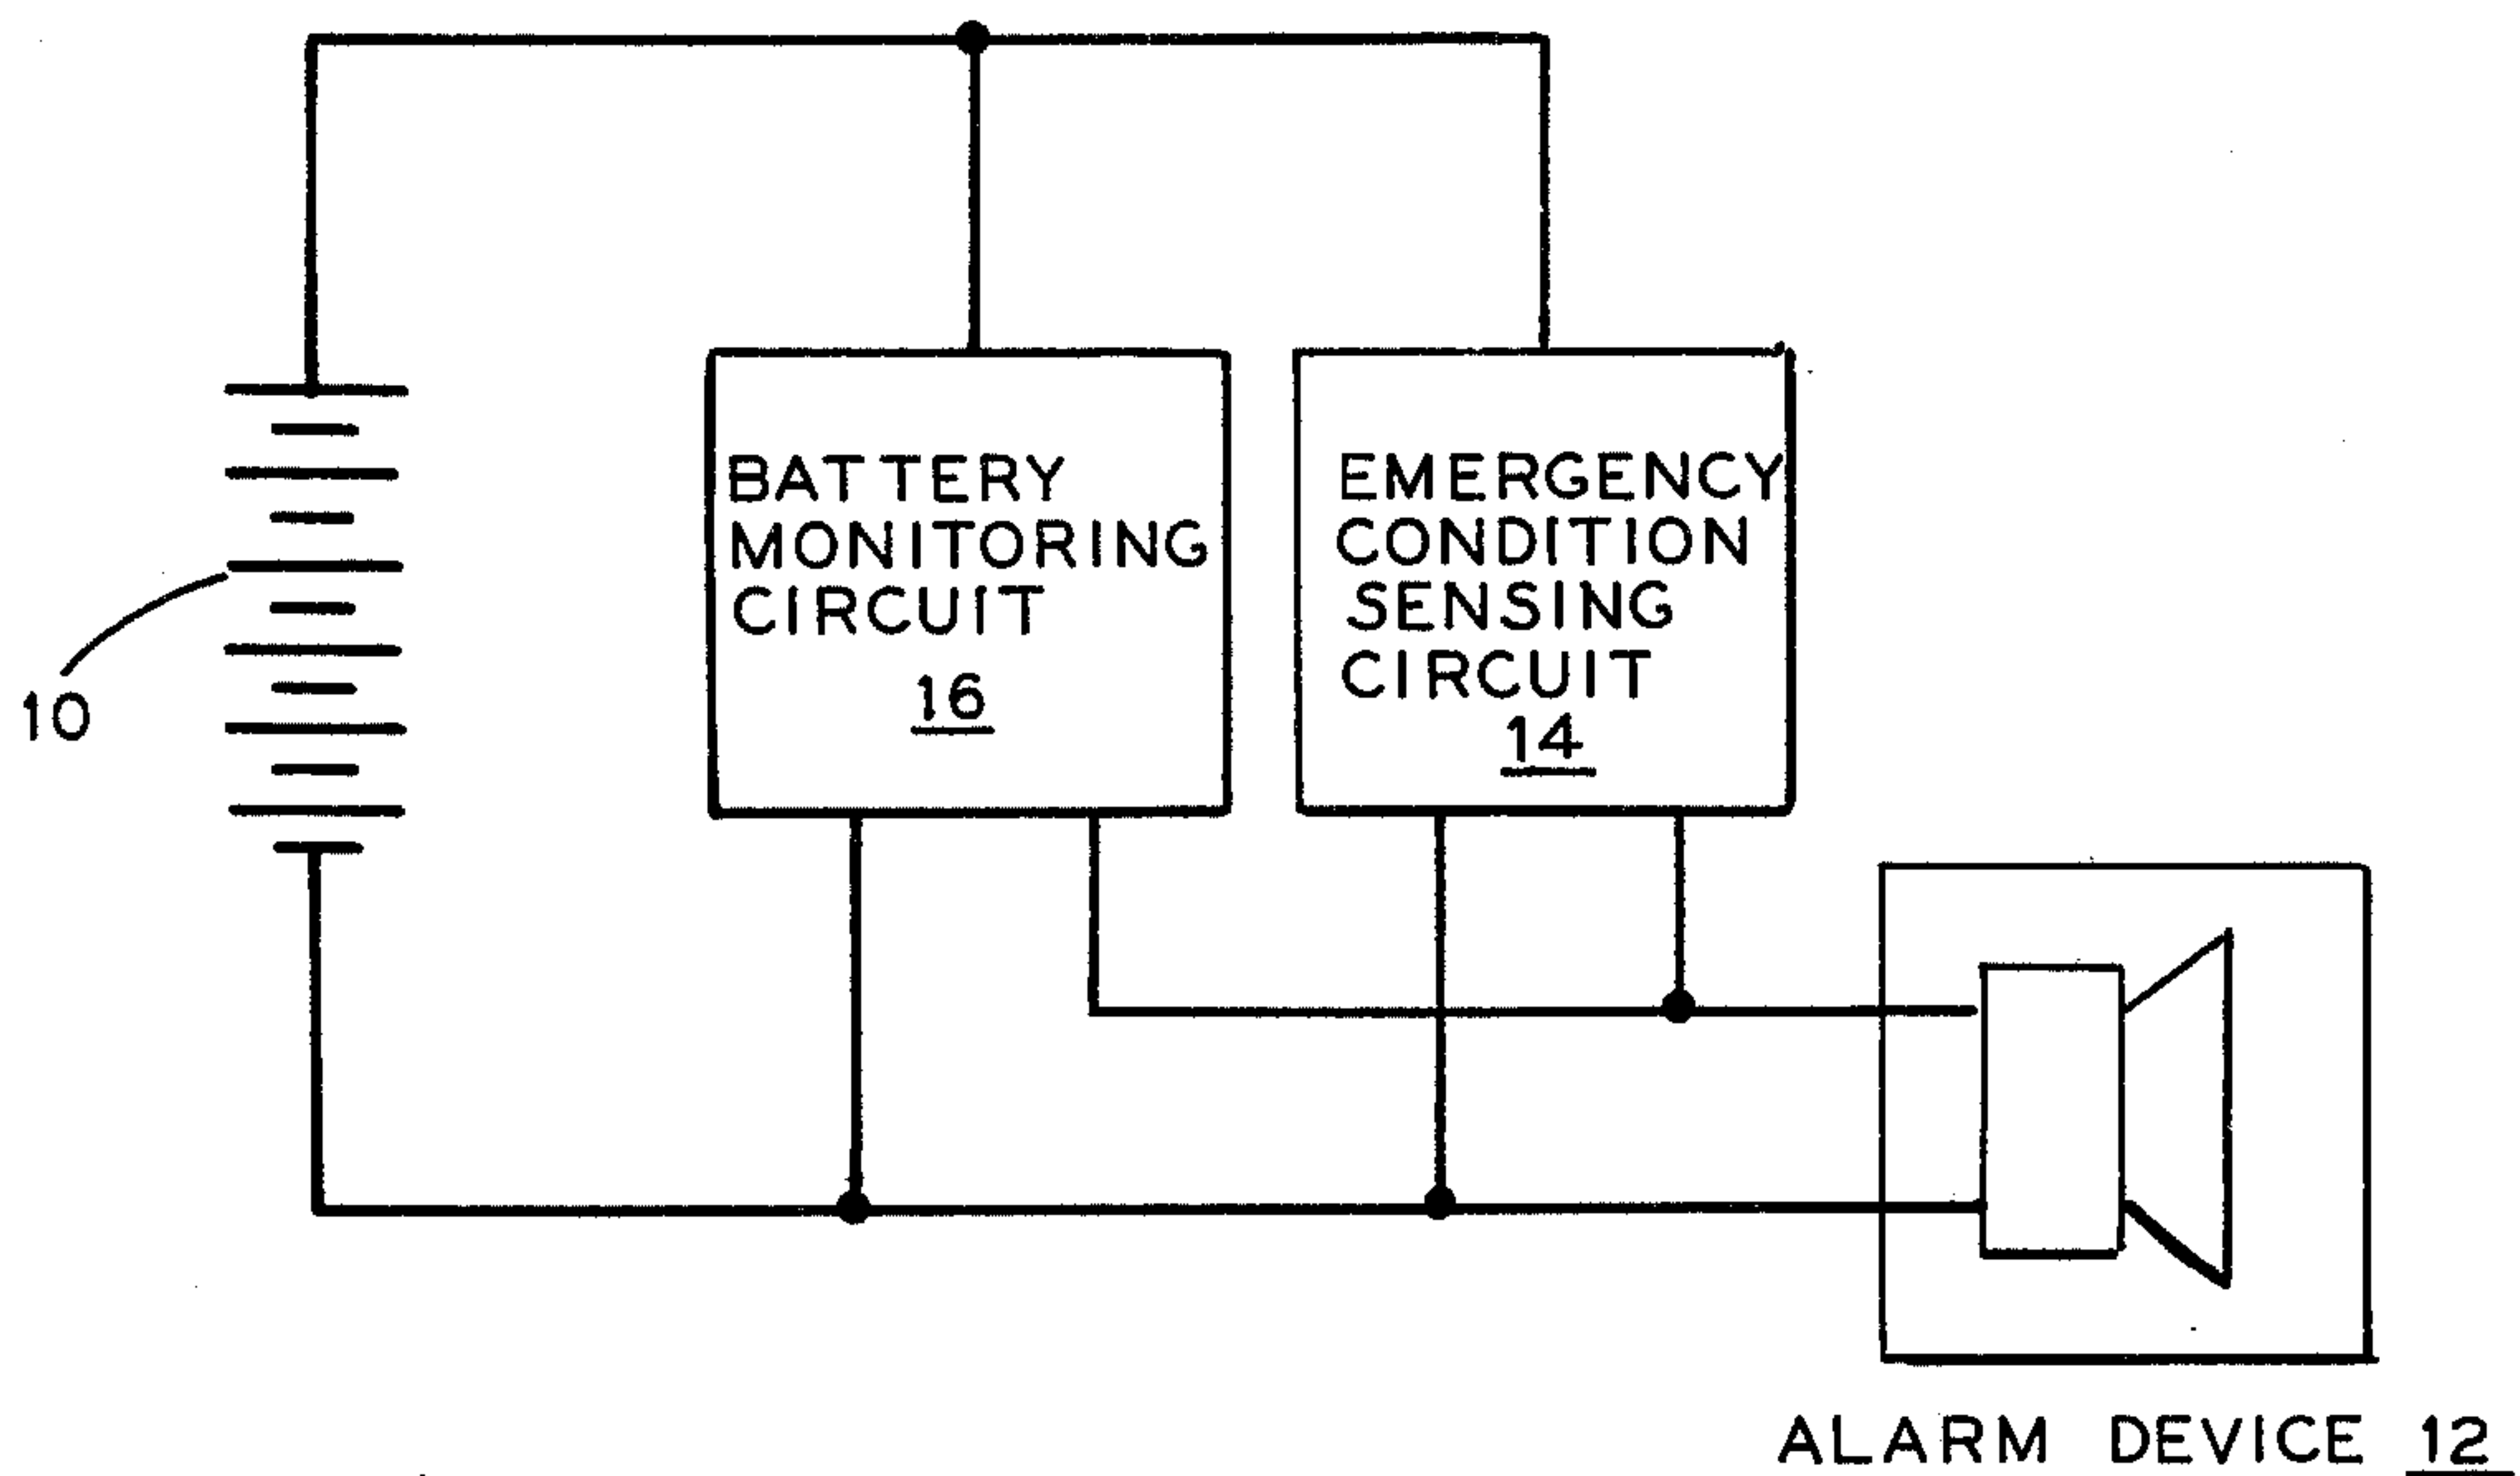 BATTERY
MONITORING
CIRCUIT
16
EMERGENCY
CONDITION
SENSING
CIRCUIT
14
10
ALARM DEVICE 12